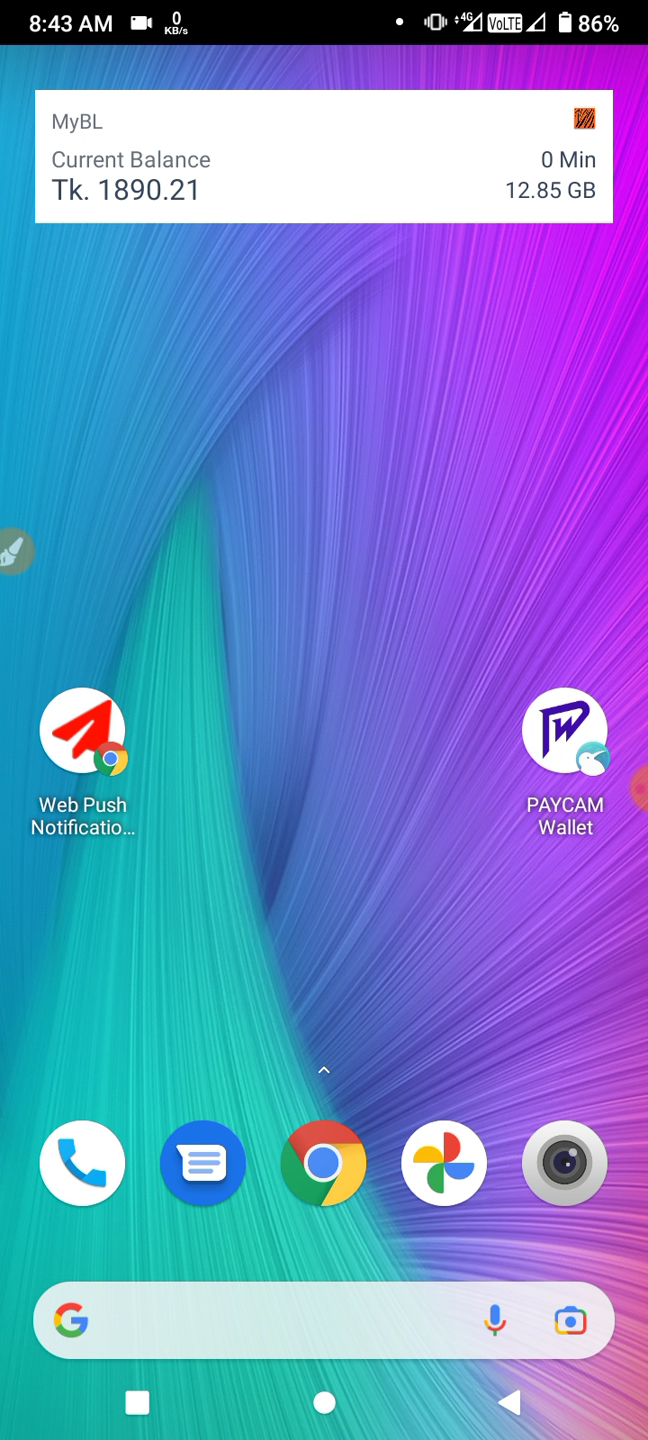 8:43 AM 0 KB/s 4G VoLTE 86%
MyBL
Current Balance 0 Min
Tk. 1890.21 12.85 GB
Web Push
Notificatio...
PAYCAM
Wallet